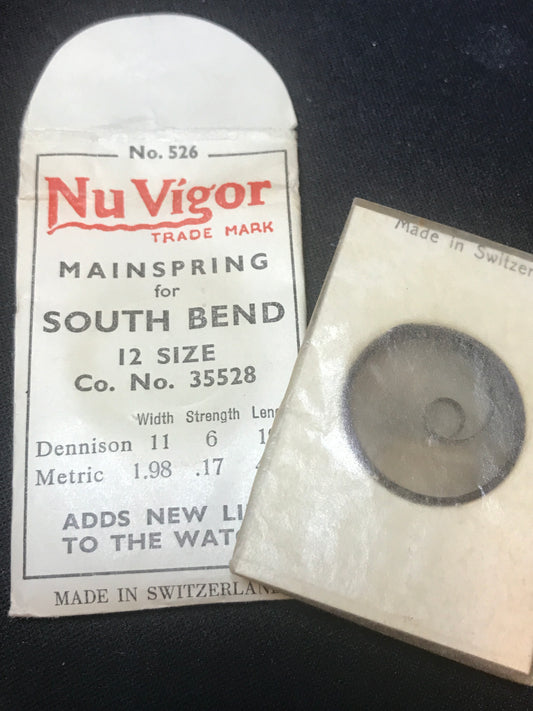 No. 526
Nu Vigor
TRADE MARK
MAINSPRING
for
SOUTH BEND
12 SIZE
Co. No. 35528
Width Strength
Dennison 11 6
Metric 1.98 .17
ADDS NEW
TO THE
MADE IN SWITZERLAND
Made in